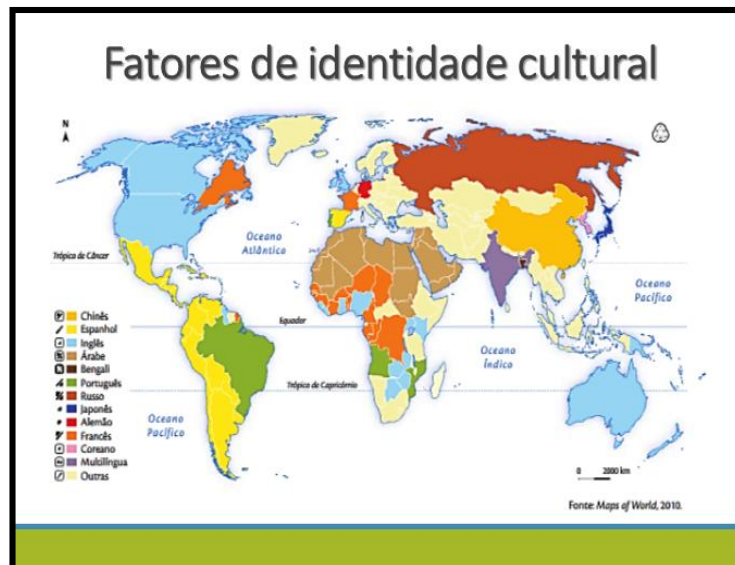 Fatores de identidade cultural
N
Oceano
Atlântico
Trópico de Câncer
Oceano
Pacífico
Equador
Oceano
Índico
Trópico de Capricórnio
Oceano
Pacífico
Chinês
Espanhol
Inglês
Árabe
Bengali
Português
Russo
Japonês
Alemão
Francês
Coreano
Multilíngua
Outras
0 2000 km
Fonte: Maps of World, 2010.